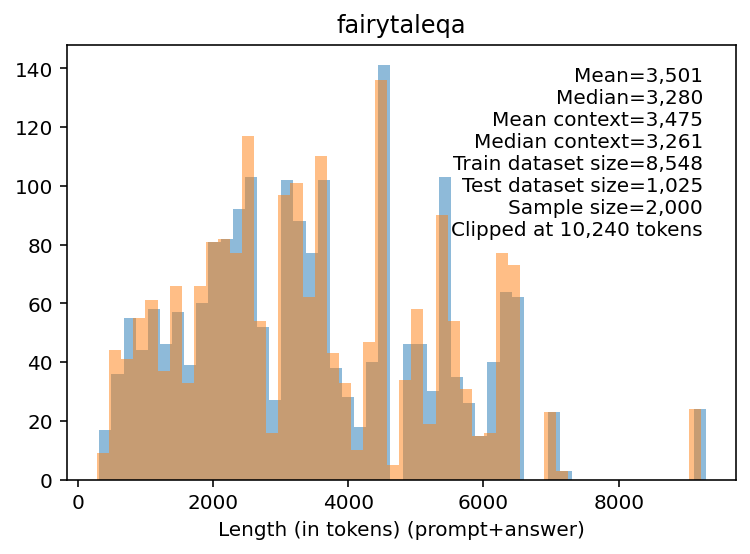 fairytaleqa
Mean=3,501
Median=3,280
Mean context=3,475
Median context=3,261
Train dataset size=8,548
Test dataset size=1,025
Sample size=2,000
Clipped at 10,240 tokens
140
120
100
80
60
40
20
0
0 2000 4000 6000 8000
Length (in tokens) (prompt+answer)